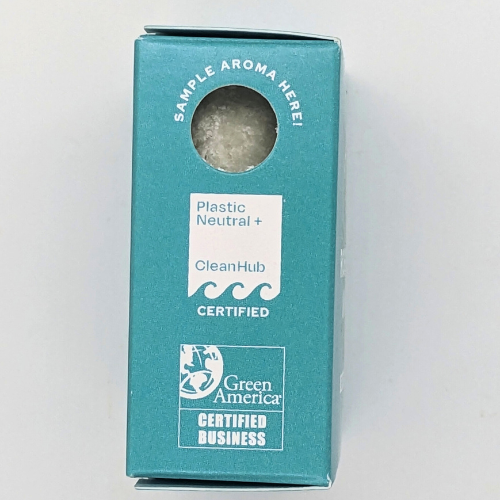 SAMPLE AROMA HERE!
Plastic
Neutral +
CleanHub
CERTIFIED
Green
America
CERTIFIED
BUSINESS